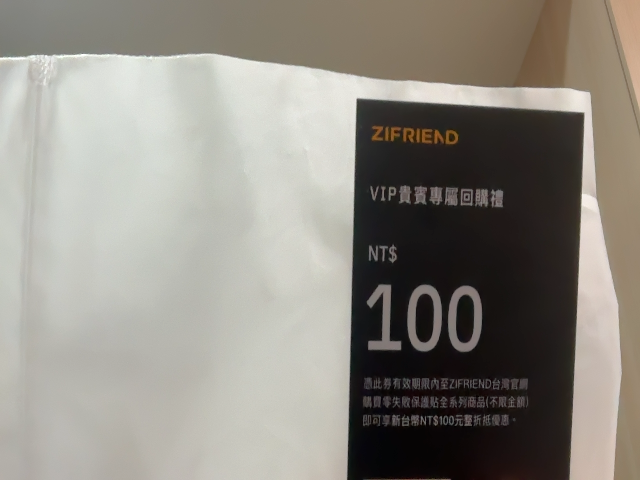 ZIFRIEND
VIP貴賓專屬回購禮
NT$
100
憑此券有效期限內至ZIFRIEND台灣官網
購買零失敗保護貼全系列商品(不限金額)
即可享新台幣NT$100元整折抵優惠。